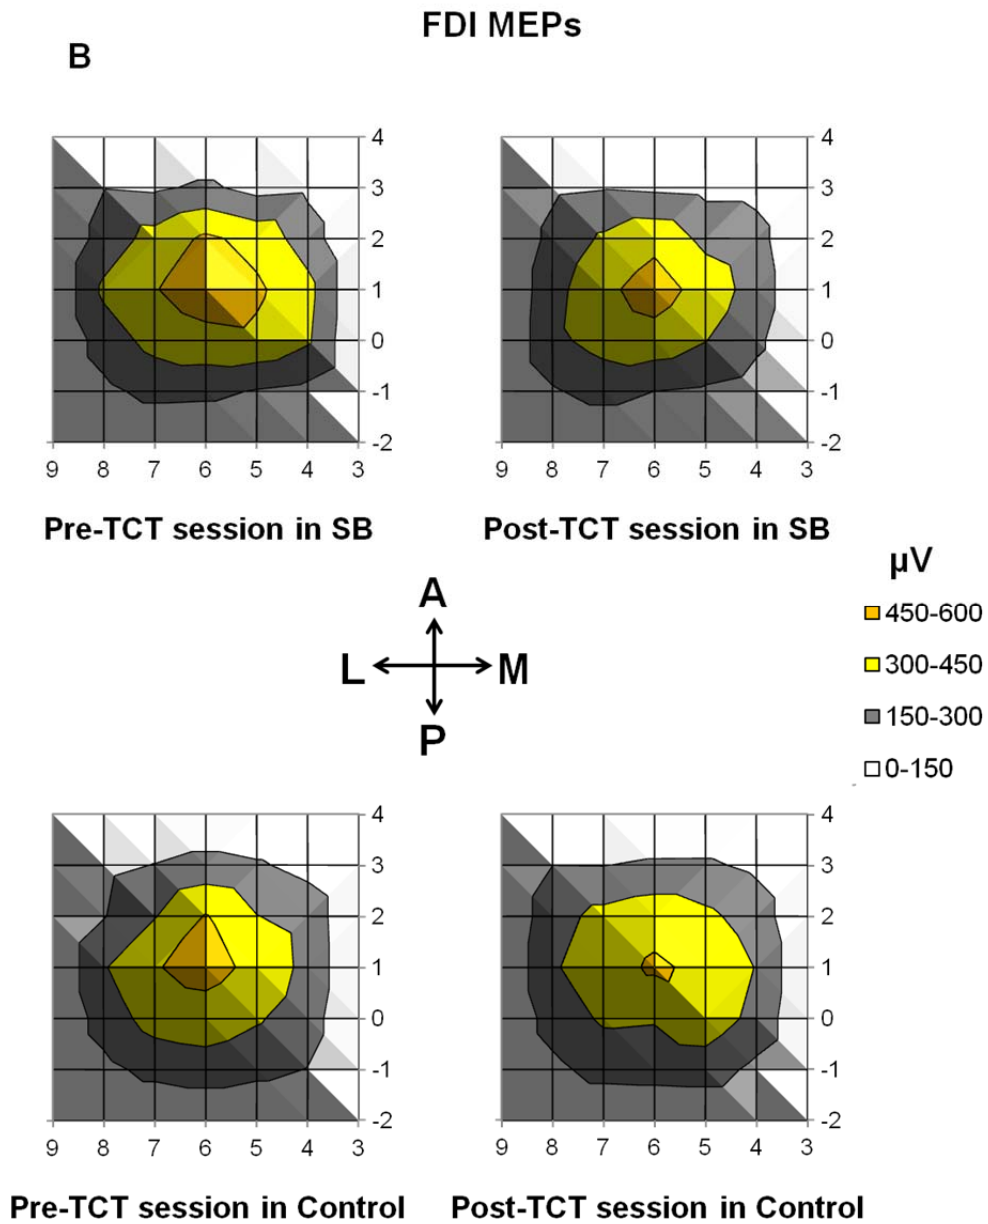 FDI MEPs
B
4
3
2
1
0
-1
-2
9 8 7 6 5 4 3
Pre-TCT session in SB
4
3
2
1
0
-1
-2
9 8 7 6 5 4 3
Post-TCT session in SB
A
L M
P
µV
450-600
300-450
150-300
0-150
4
3
2
1
0
-1
-2
9 8 7 6 5 4 3
Pre-TCT session in Control
4
3
2
1
0
-1
-2
9 8 7 6 5 4 3
Post-TCT session in Control